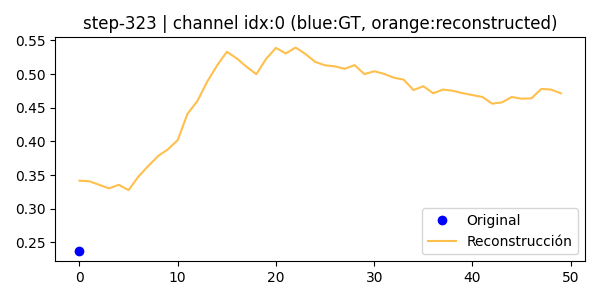 step-323 | channel idx:0 (blue:GT, orange:reconstructed)
0.55
0.50
0.45
0.40
0.35
0.30
0.25
Original
Reconstrucción
0 10 20 30 40 50